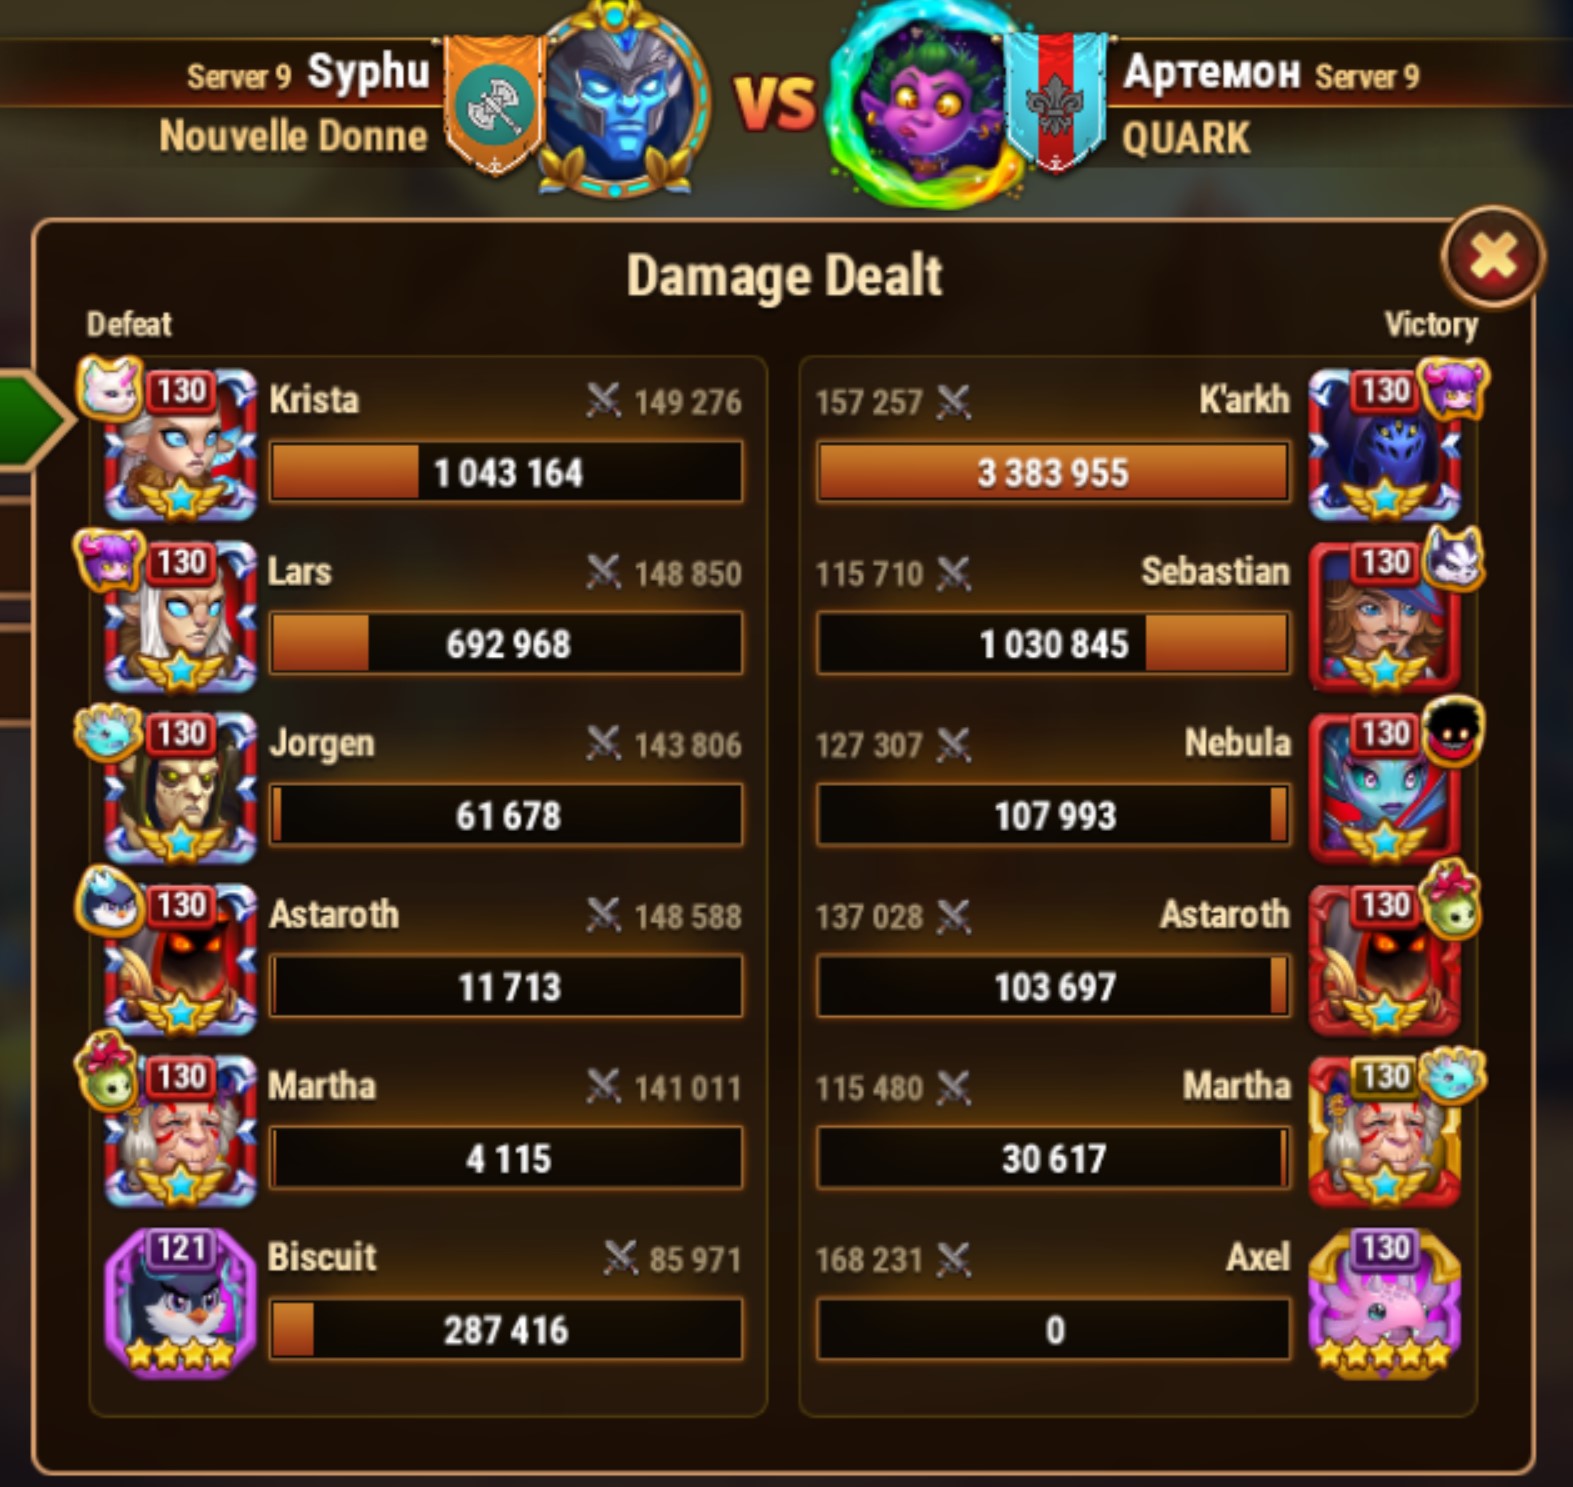 Server 9 Syphu
Nouvelle Donne
VS
Артемон Server 9
QUARK
Damage Dealt
Defeat
Victory
130 Krista 149 276
1 043 164
157 257 K'arkh 130
3 383 955
130 Lars 148 850
692 968
115 710 Sebastian 130
1 030 845
130 Jorgen 143 806
61 678
127 307 Nebula 130
107 993
130 Astaroth 148 588
11 713
137 028 Astaroth 130
103 697
130 Martha 141 011
4 115
115 480 Martha 130
30 617
121 Biscuit 85 971
287 416
168 231 Axel 130
0